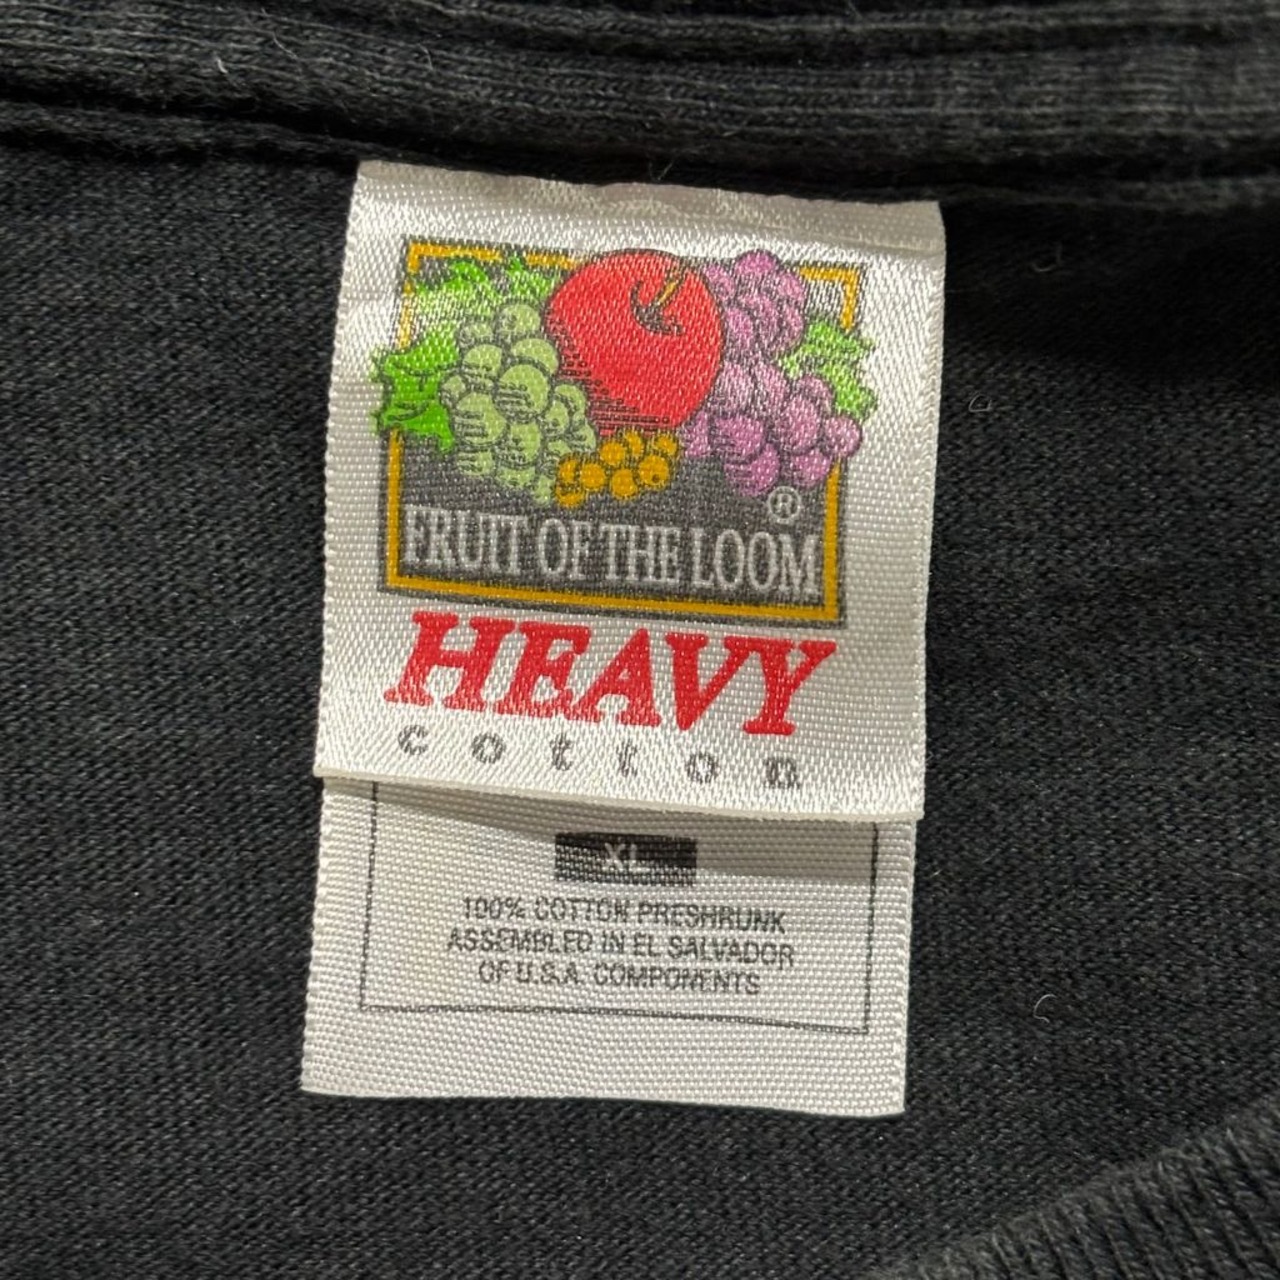 ®
FRUIT OF THE LOOM
HEAVY
cotton
XL
100% COTTON PRESHRUNK
ASSEMBLED IN EL SALVADOR
OF U.S.A. COMPONENTS